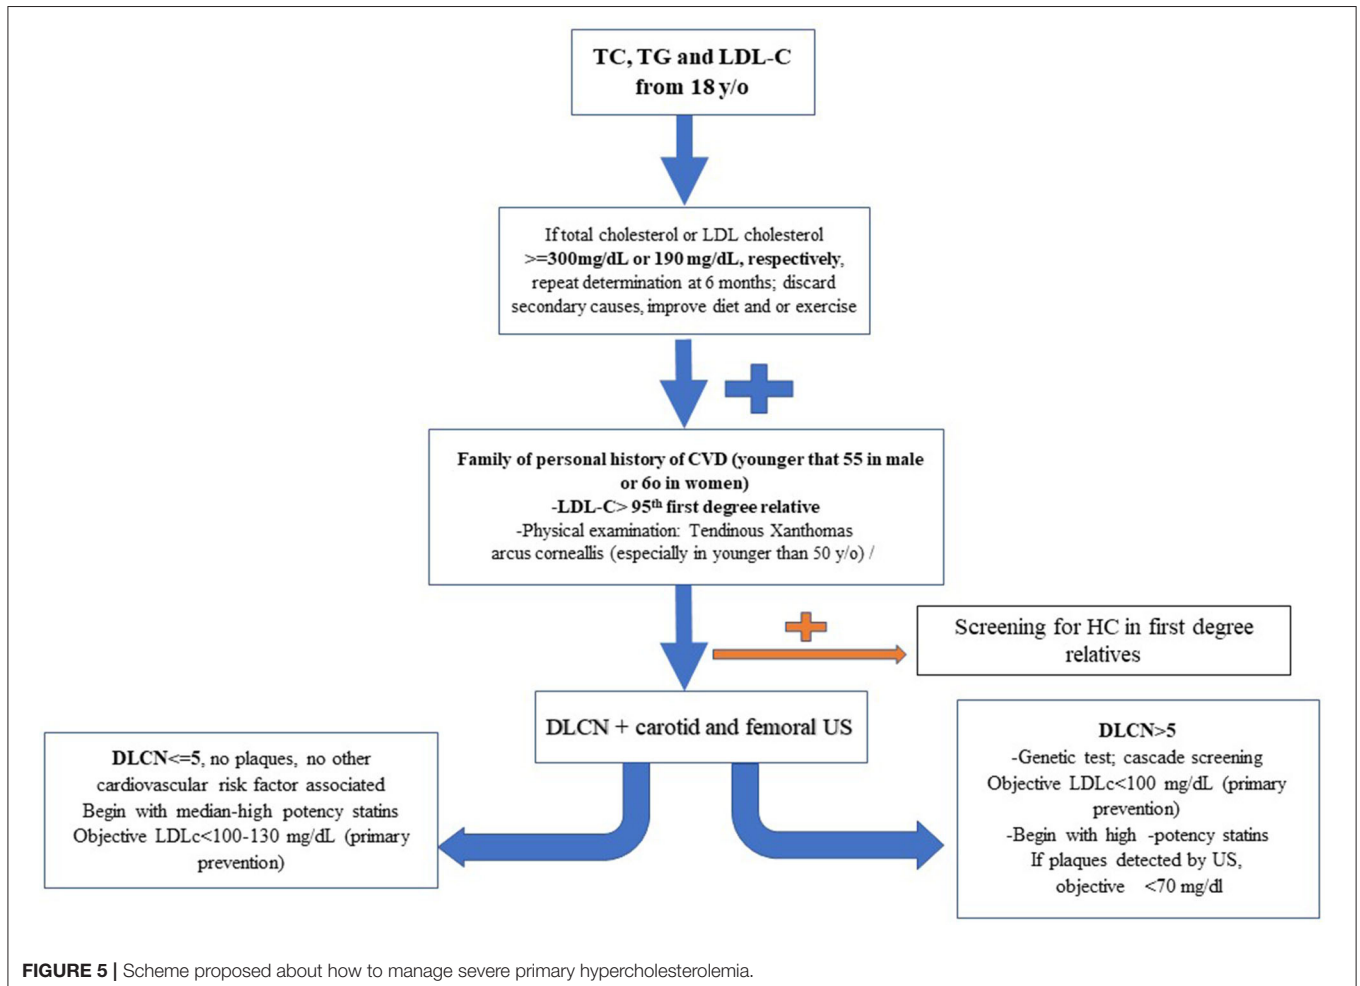 TC, TG and LDL-C
from 18 y/o
If total cholesterol or LDL cholesterol
>=300mg/dL or 190 mg/dL, respectively,
repeat determination at 6 months; discard
secondary causes, improve diet and or exercise
Family of personal history of CVD (younger that 55 in male
or 6o in women)
-LDL-C> 95th first degree relative
-Physical examination: Tendinous Xanthomas
arcus corneallis (especially in younger than 50 y/o) /
Screening for HC in first degree
relatives
DLCN + carotid and femoral US
DLCN<=5, no plaques, no other
cardiovascular risk factor associated
Begin with median-high potency statins
Objective LDLc<100-130 mg/dL (primary
prevention)
DLCN>5
-Genetic test; cascade screening
Objective LDLc<100 mg/dL (primary
prevention)
-Begin with high -potency statins
If plaques detected by US,
objective <70 mg/dl
FIGURE 5 | Scheme proposed about how to manage severe primary hypercholesterolemia.